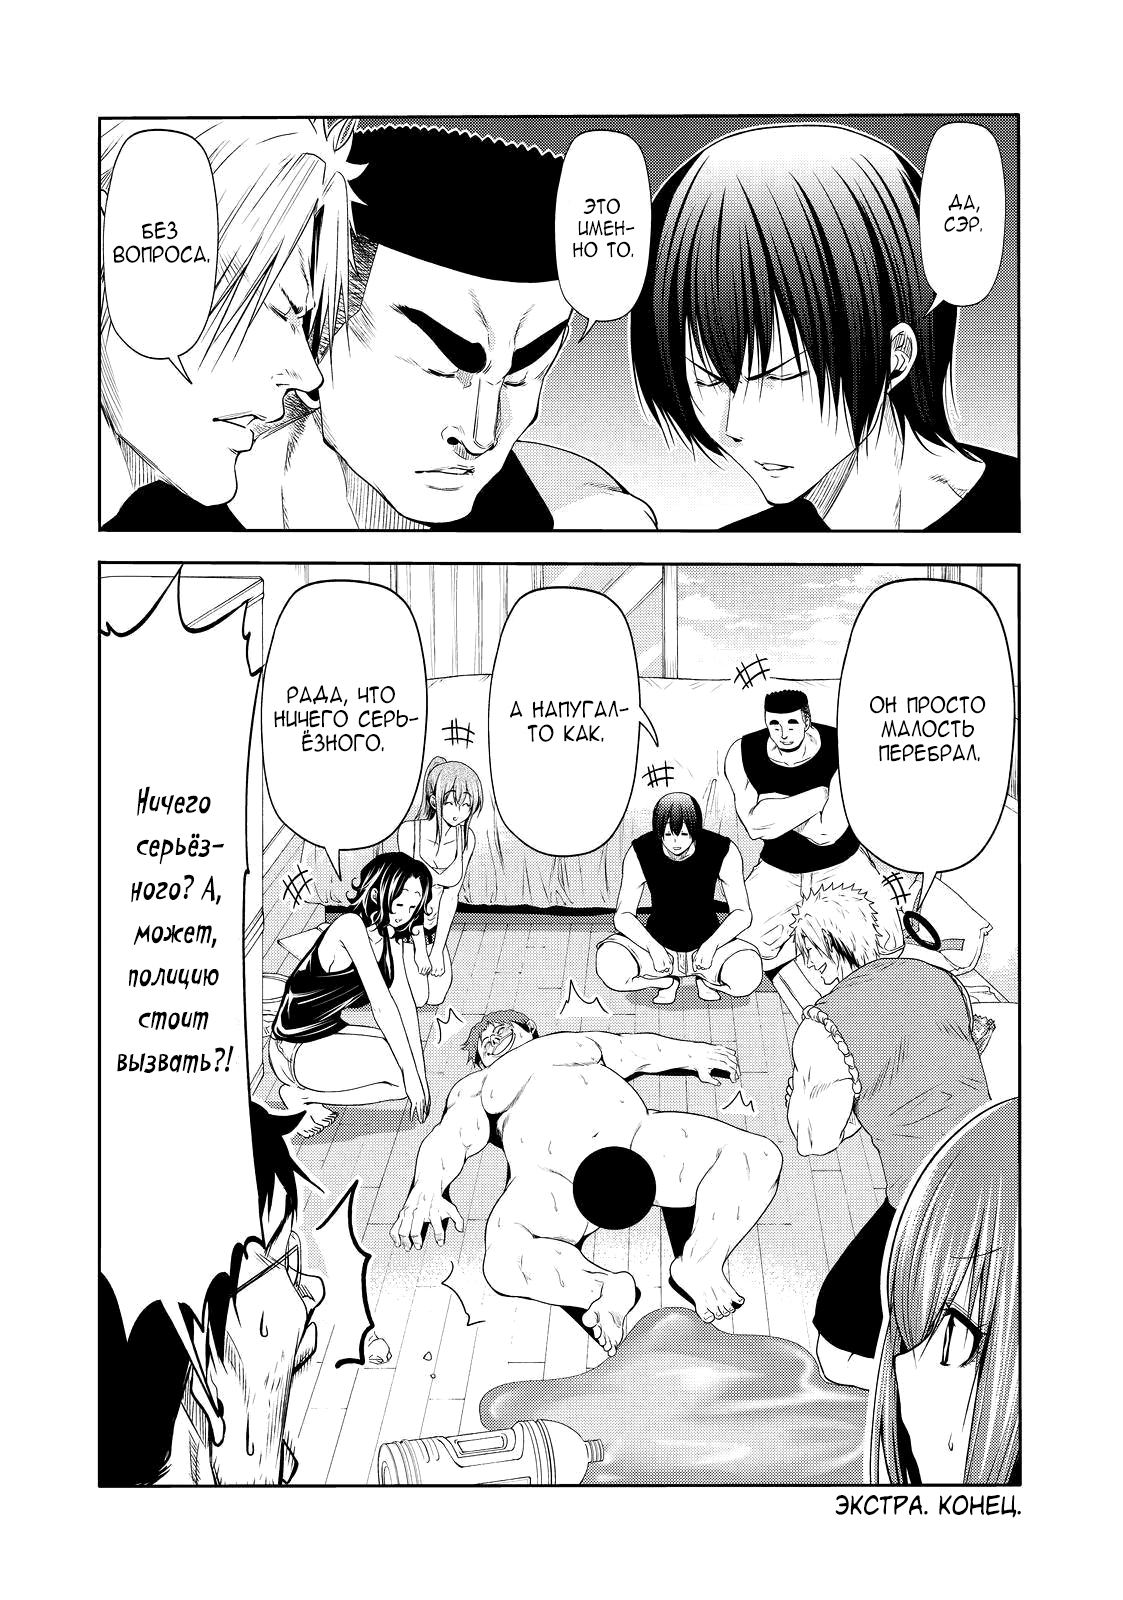 ДА,
СЭР.
ЭТО
ИМЕН-
НО ТО.
БЕЗ
ВОПРОСА.
ОН ПРОСТО
МАЛОСТЬ
ПЕРЕБРАЛ.
А НАПУГАЛ-
ТО КАК.
РАДА, ЧТО
НИЧЕГО СЕРЬ-
ЁЗНОГО.
Ничего
серьёз-
ного? А,
может,
полицию
стоит
вызвать?!
ЭКСТРА. КОНЕЦ.